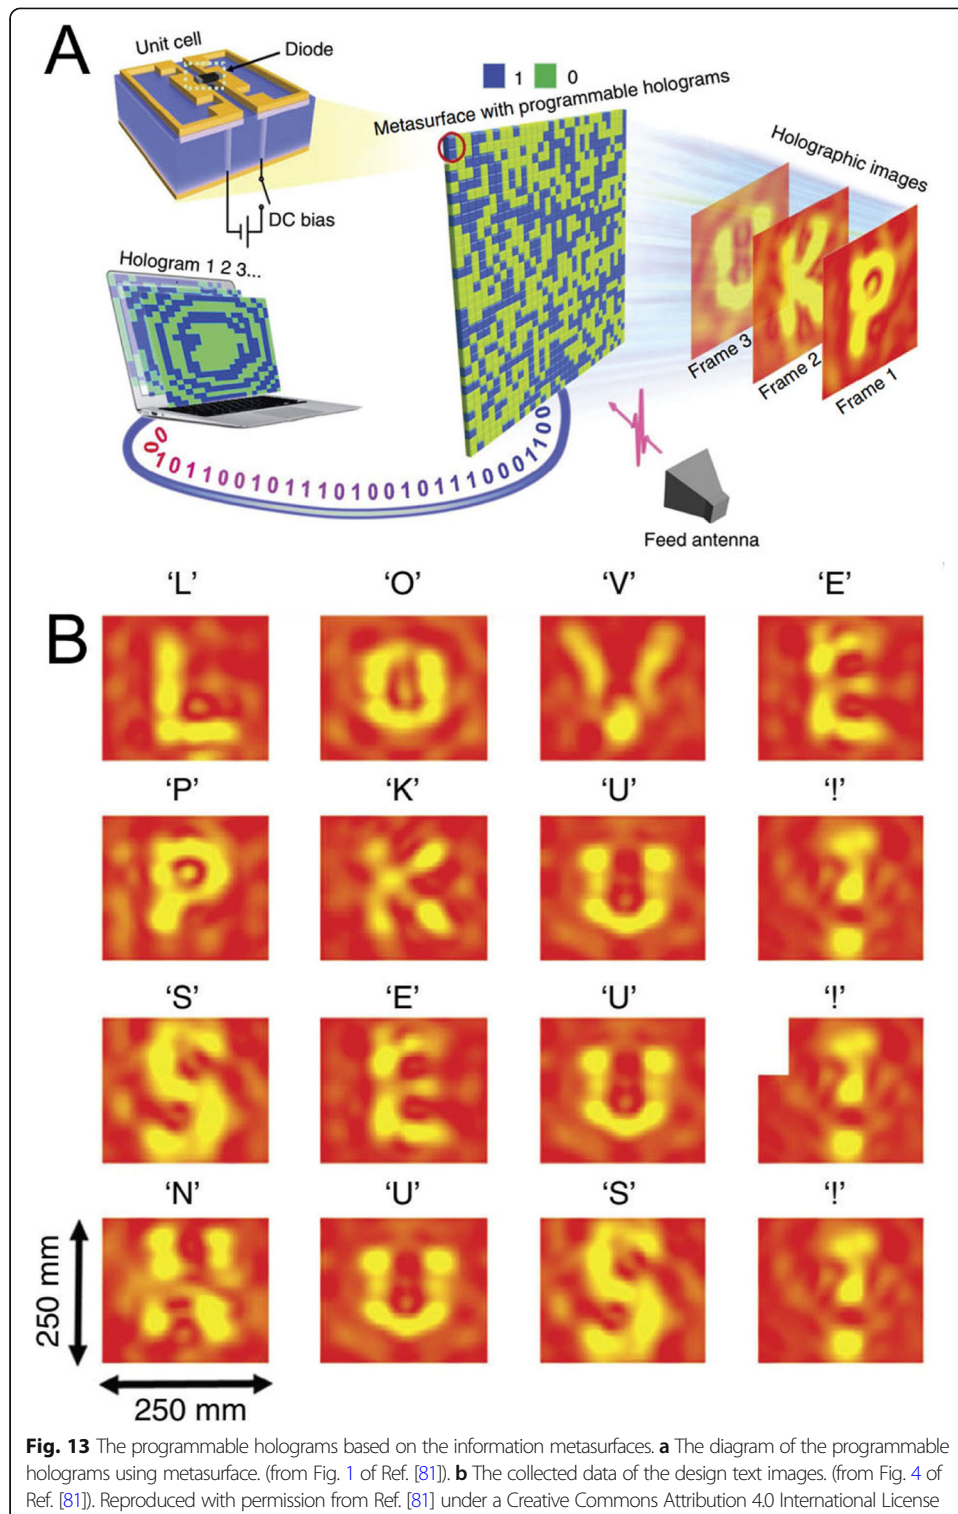 A
Unit cell
Diode
1 0
Metasurface with programmable holograms
Holographic images
DC bias
Hologram 1 2 3...
Frame 3
Frame 2
Frame 1
Feed antenna
B
‘L’ ‘O’ ‘V’ ‘E’
‘P’ ‘K’ ‘U’ ‘!’
‘S’ ‘E’ ‘U’ ‘!’
‘N’ ‘U’ ‘S’ ‘!’
250 mm
250 mm
Fig. 13 The programmable holograms based on the information metasurfaces. a The diagram of the programmable
holograms using metasurface. (from Fig. 1 of Ref. [81]). b The collected data of the design text images. (from Fig. 4 of
Ref. [81]). Reproduced with permission from Ref. [81] under a Creative Commons Attribution 4.0 International License